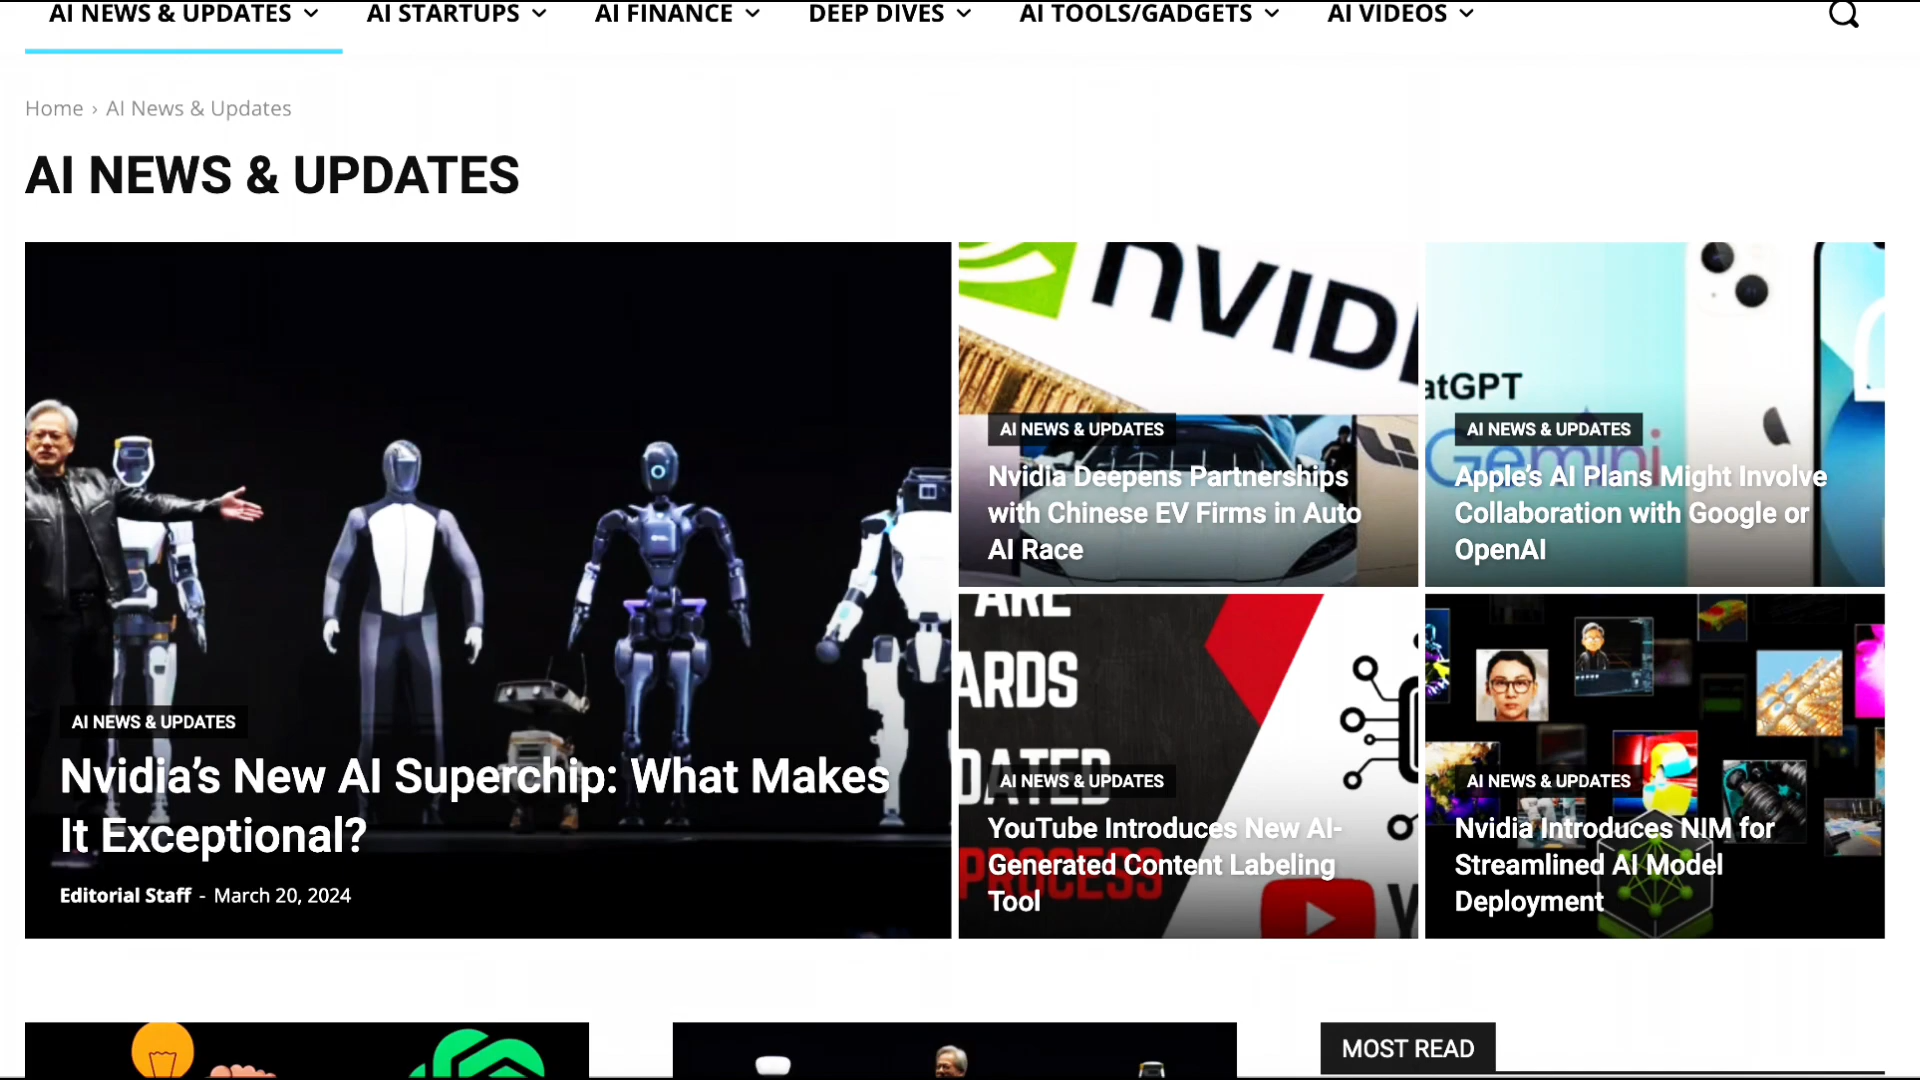 AI NEWS & UPDATES AI STARTUPS AI FINANCE DEEP DIVES AI TOOLS/GADGETS AI VIDEOS
Home › AI News & Updates
AI NEWS & UPDATES
AI NEWS & UPDATES
Nvidia’s New AI Superchip: What Makes
It Exceptional?
Editorial Staff - March 20, 2024
NVIDI
AI NEWS & UPDATES
Nvidia Deepens Partnerships
with Chinese EV Firms in Auto
AI Race
atGPT
Gemini
AI NEWS & UPDATES
Apple’s AI Plans Might Involve
Collaboration with Google or
OpenAI
ARE
ARDS
DATED
PROCESS
AI NEWS & UPDATES
YouTube Introduces New AI-
Generated Content Labeling
Tool
Y
AI NEWS & UPDATES
Nvidia Introduces NIM for
Streamlined AI Model
Deployment
MOST READ